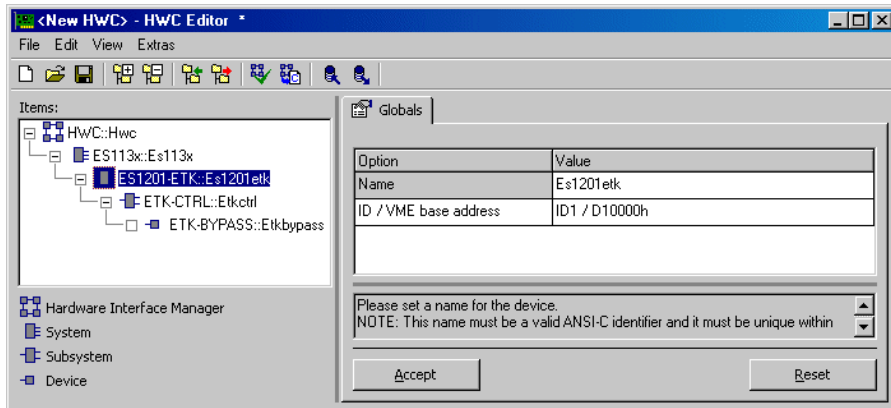 <New HWC> - HWC Editor *
File Edit View Extras
Items:
HWC::Hwc
ES113x::Es113x
ES1201-ETK::Es1201etk
ETK-CTRL::Etkctrl
ETK-BYPASS::Etkbypass
Hardware Interface Manager
System
Subsystem
Device
Globals
Option Value
Name Es1201etk
ID / VME base address ID1 / D10000h
Please set a name for the device.
NOTE: This name must be a valid ANSI-C identifier and it must be unique within
Accept Reset